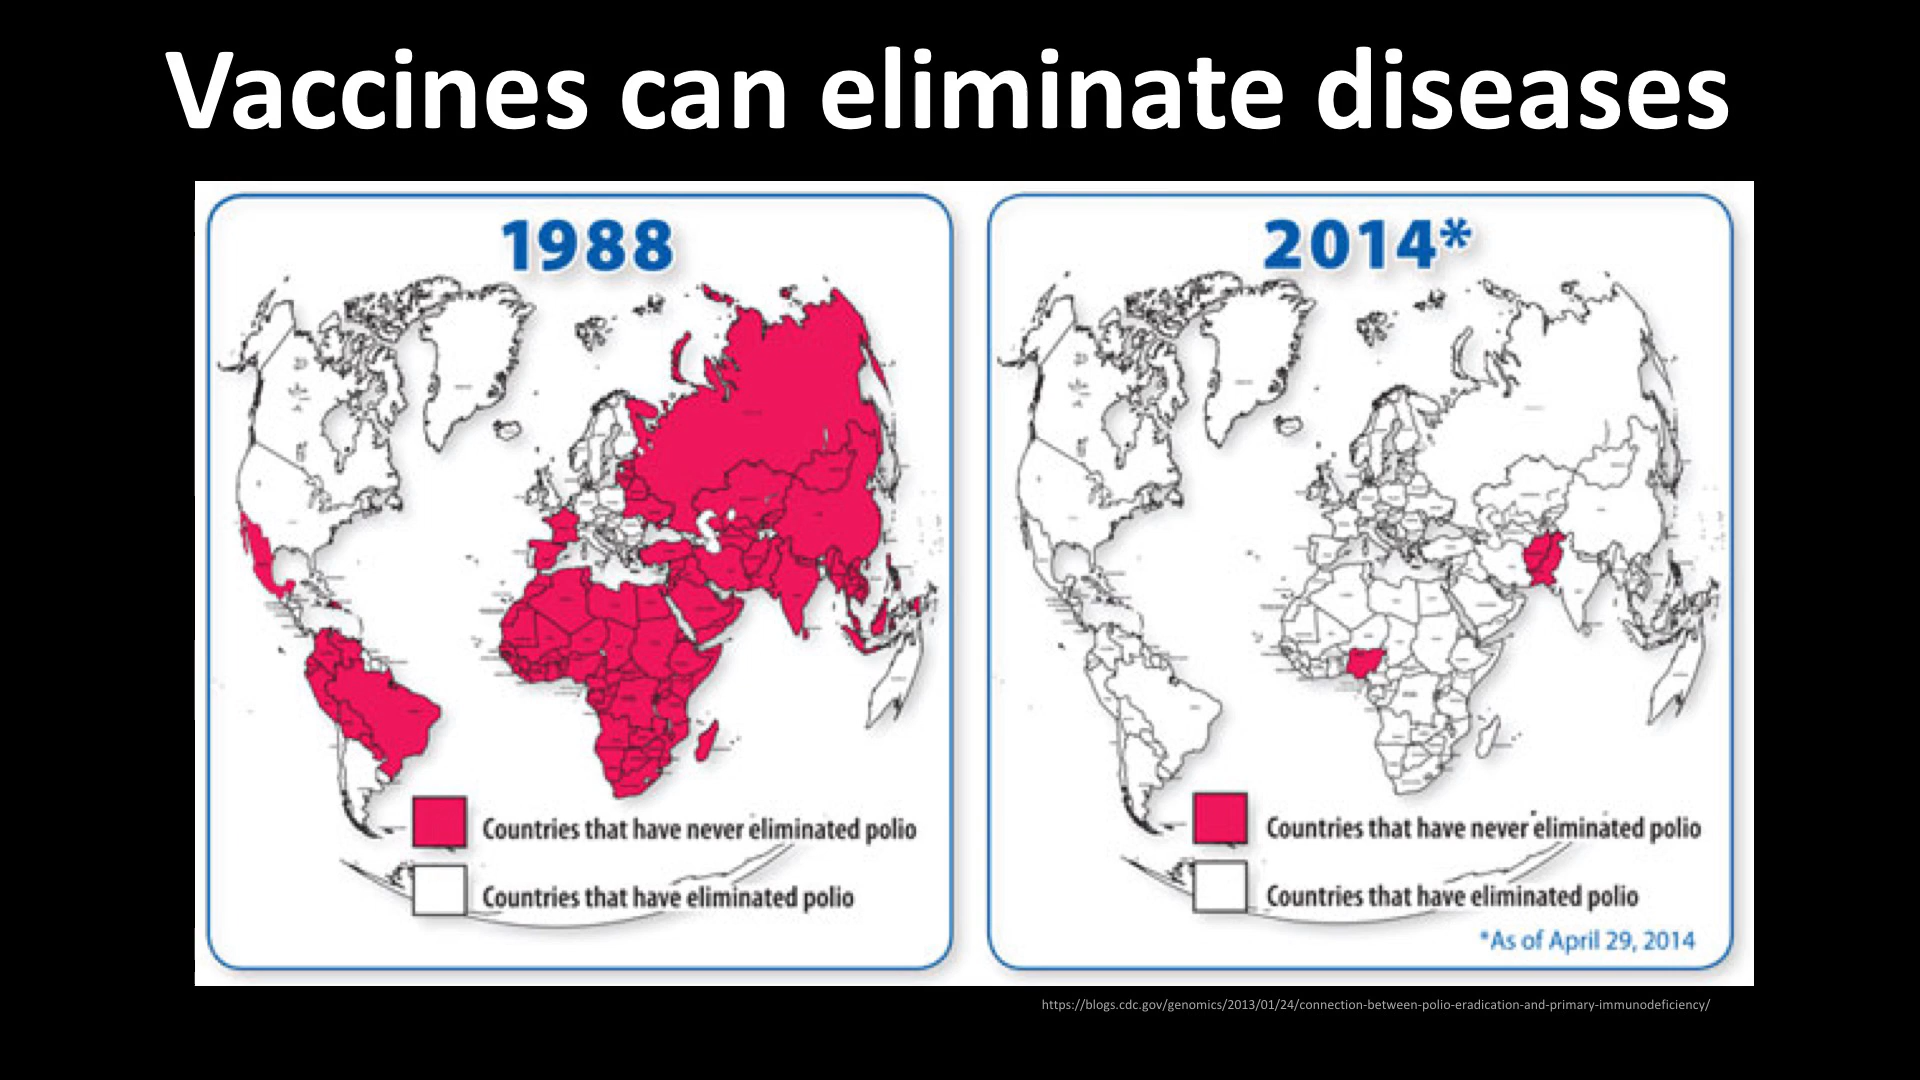 Vaccines can eliminate diseases
1988
Countries that have never eliminated polio
Countries that have eliminated polio
2014*
Countries that have never eliminated polio
Countries that have eliminated polio
*As of April 29, 2014
https://blogs.cdc.gov/genomics/2013/01/24/connection-between-polio-eradication-and-primary-immunodeficiency/